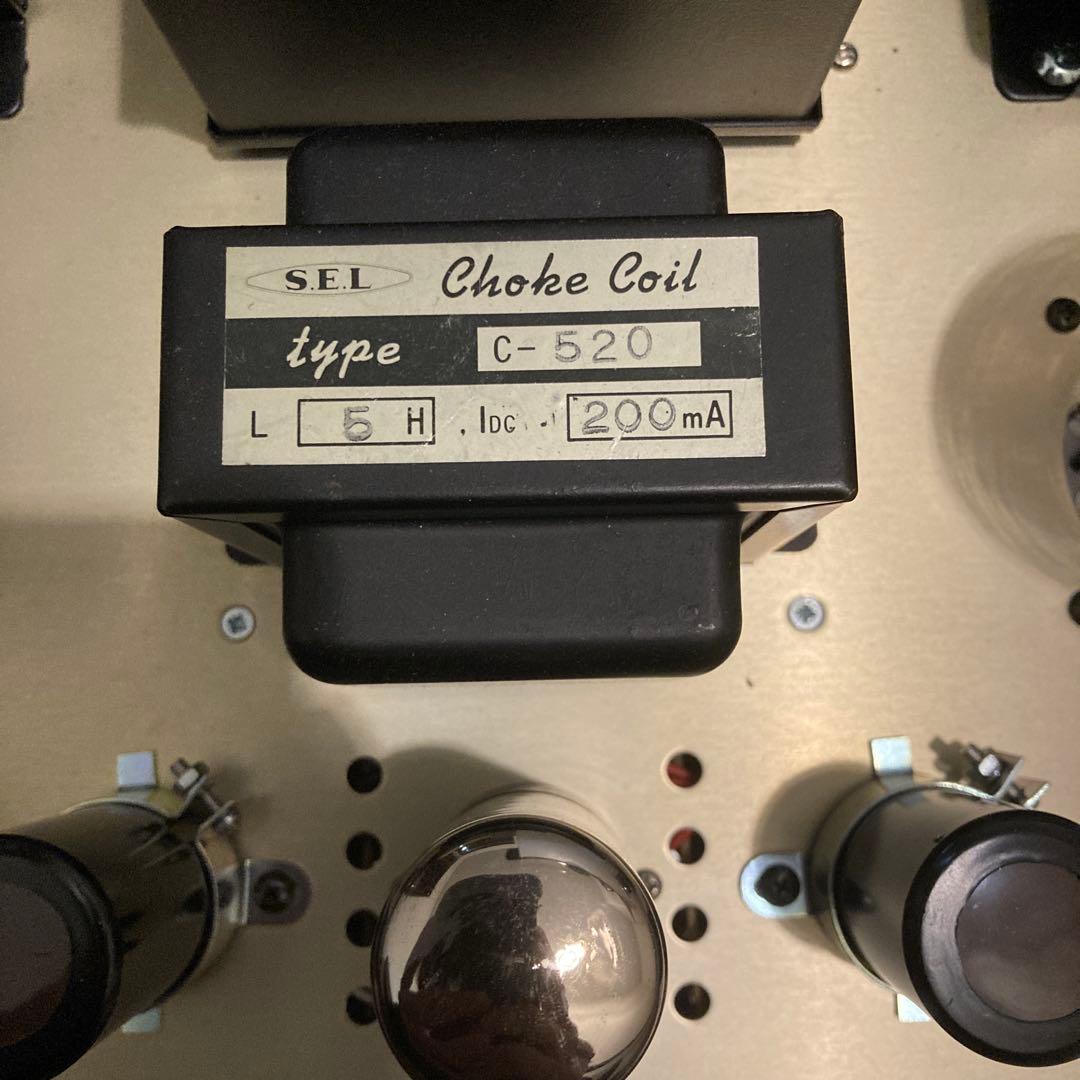 S.E.L Choke Coil
type C-520
L 5 H . IDC 200mA